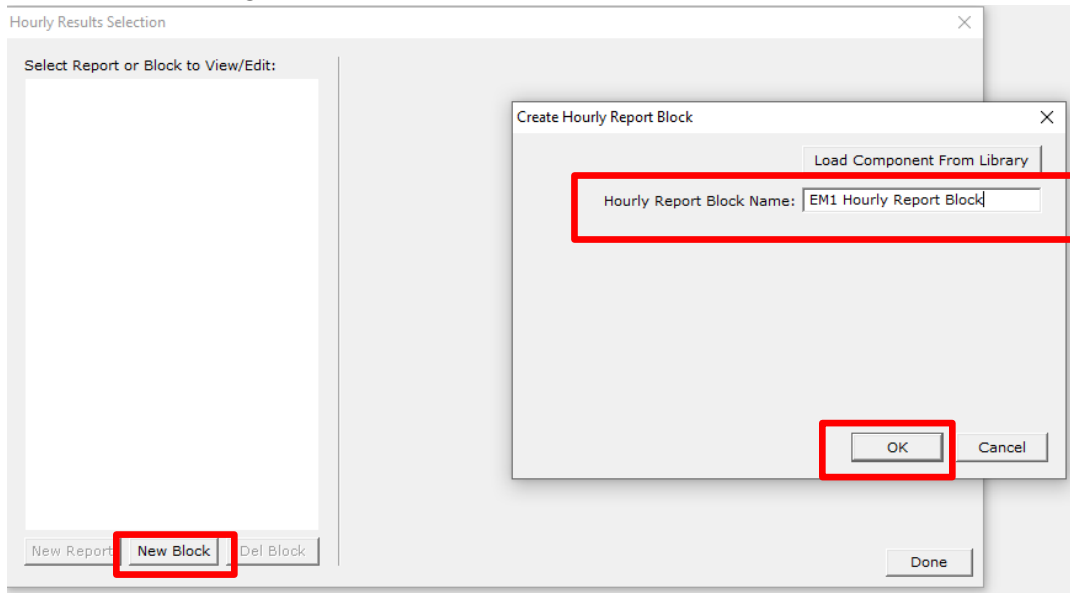 Hourly Results Selection
Select Report or Block to View/Edit:
Create Hourly Report Block
Load Component From Library
Hourly Report Block Name: EM1 Hourly Report Block
OK Cancel
New Report New Block Del Block
Done